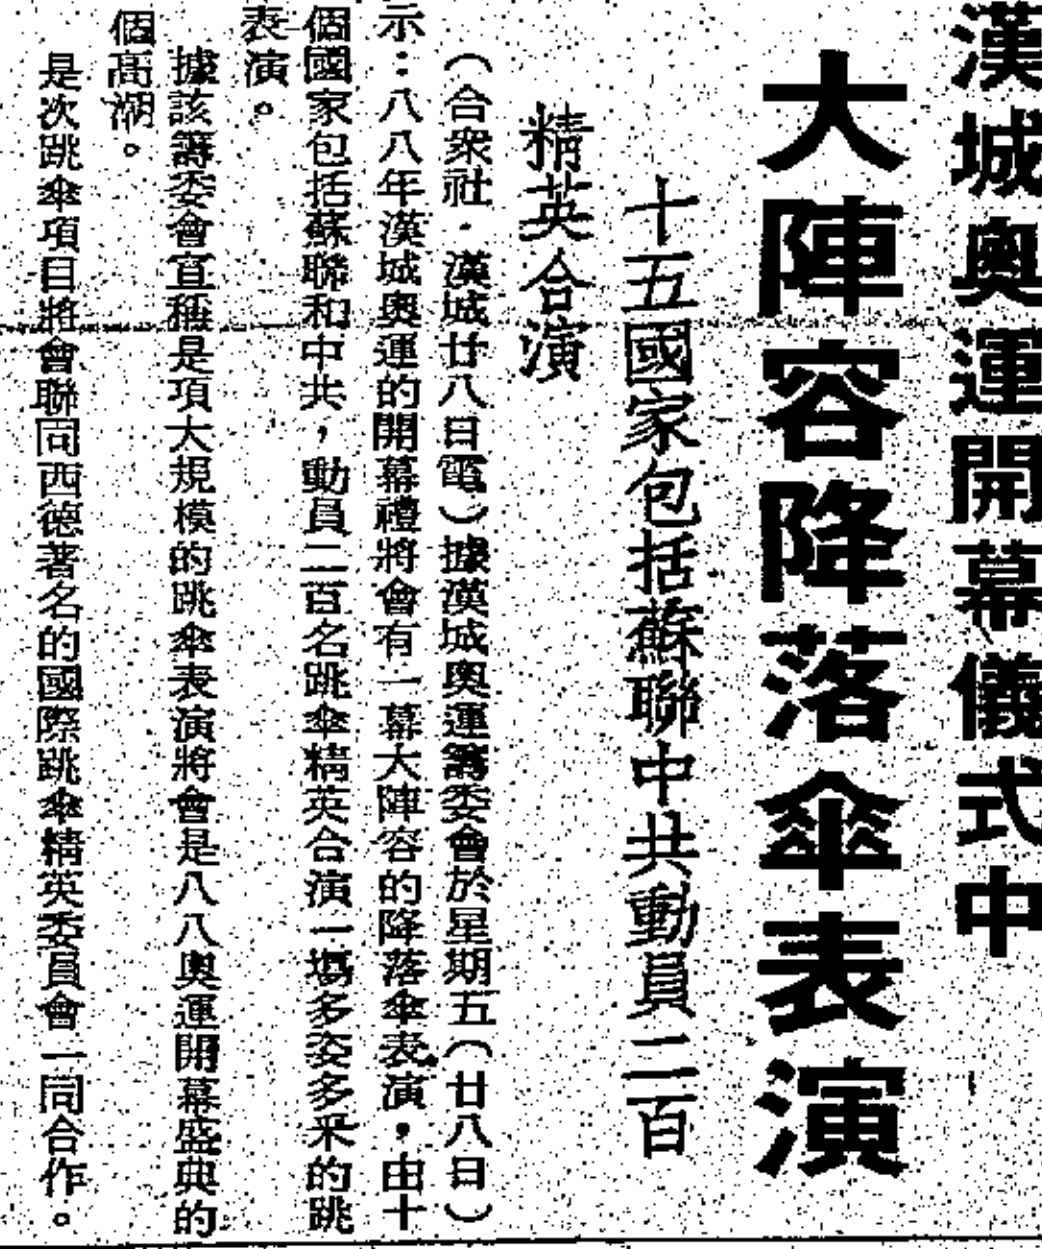 漢城奧運開幕儀式中
大陣容降落傘表演
十五國家包括蘇聯中共動員二百
精英合演
（合衆社．漢城廿八日電）據漢城奧運籌委會於星期五（廿八日）
示：八八年漢城奧運的開幕禮將會有一幕大陣容的降落傘表演，由十
個國家包括蘇聯和中共，動員二百名跳傘精英合演一塲多姿多采的跳
表演。
據該籌委會宣稱是項大規模的跳傘表演將會是八八奧運開幕盛典的
個高潮。
是次跳傘項目將會聯同西德著名的國際跳傘精英委員會一同合作。